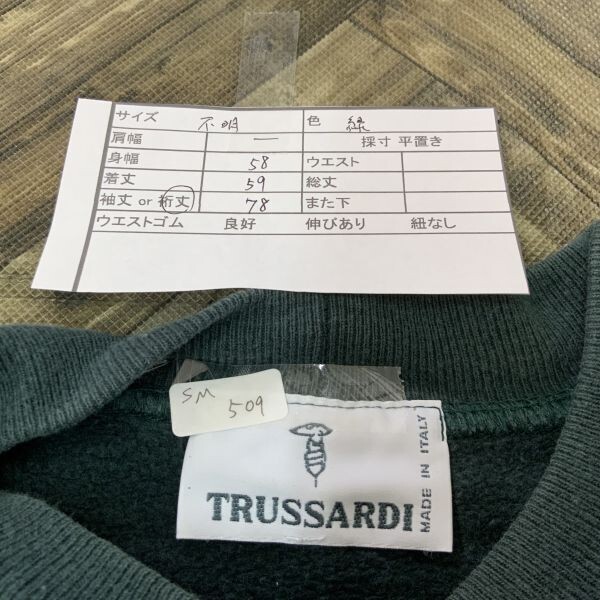 サイズ 不明 色 緑
肩幅 — 採寸 平置き
身幅 58 ウエスト
着丈 59 総丈
袖丈 or 裄丈 78 また下
ウエストゴム 良好 伸びあり 紐なし
SM
509
TRUSSARDI
MADE IN ITALY